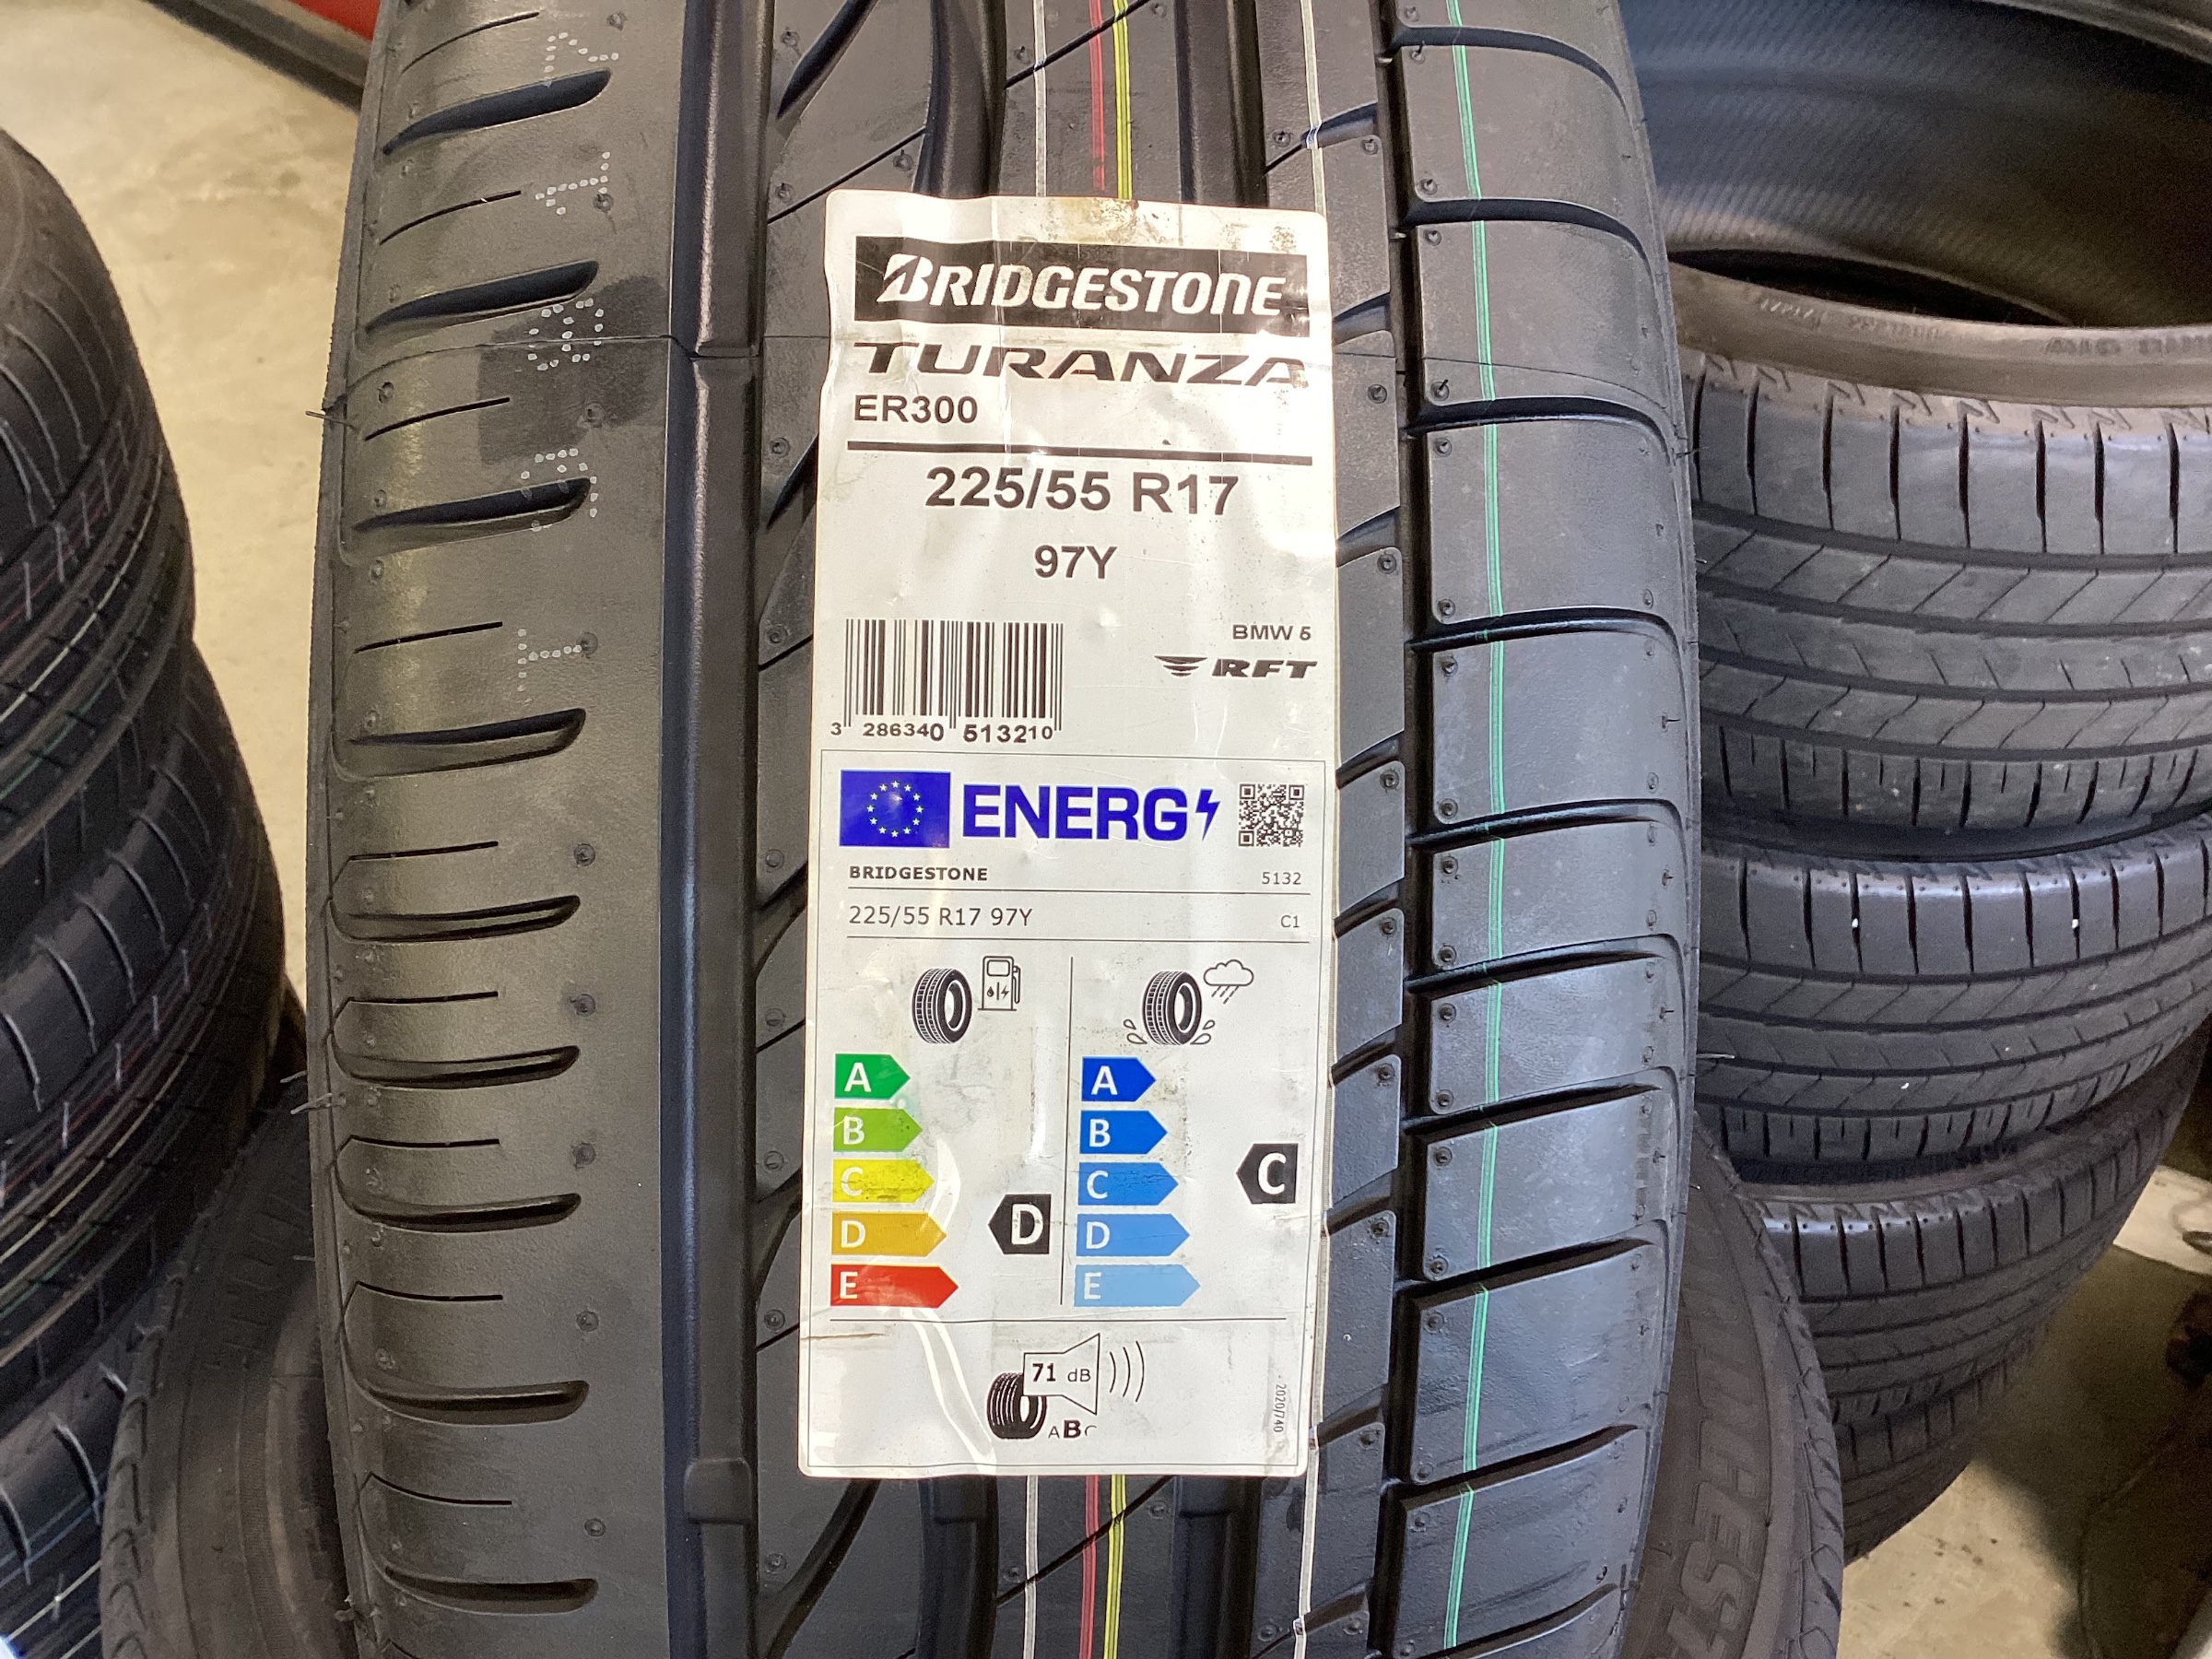 BRIDGESTONE
TURANZA
ER300
225/55 R17
97Y
BMW 5
RFT
3 286340 513210
ENERG
BRIDGESTONE 5132
225/55 R17 97Y C1
A A
B B
C C C
D D D
E E
71 dB
ABC
2020/740